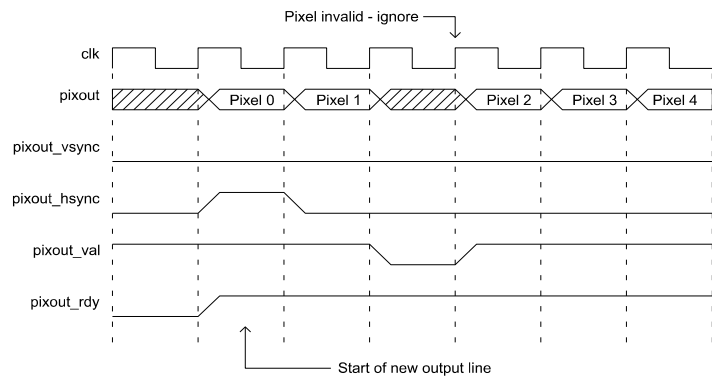 Pixel invalid - ignore
clk
pixout
Pixel 0 Pixel 1 Pixel 2 Pixel 3 Pixel 4
pixout_vsync
pixout_hsync
pixout_val
pixout_rdy
Start of new output line